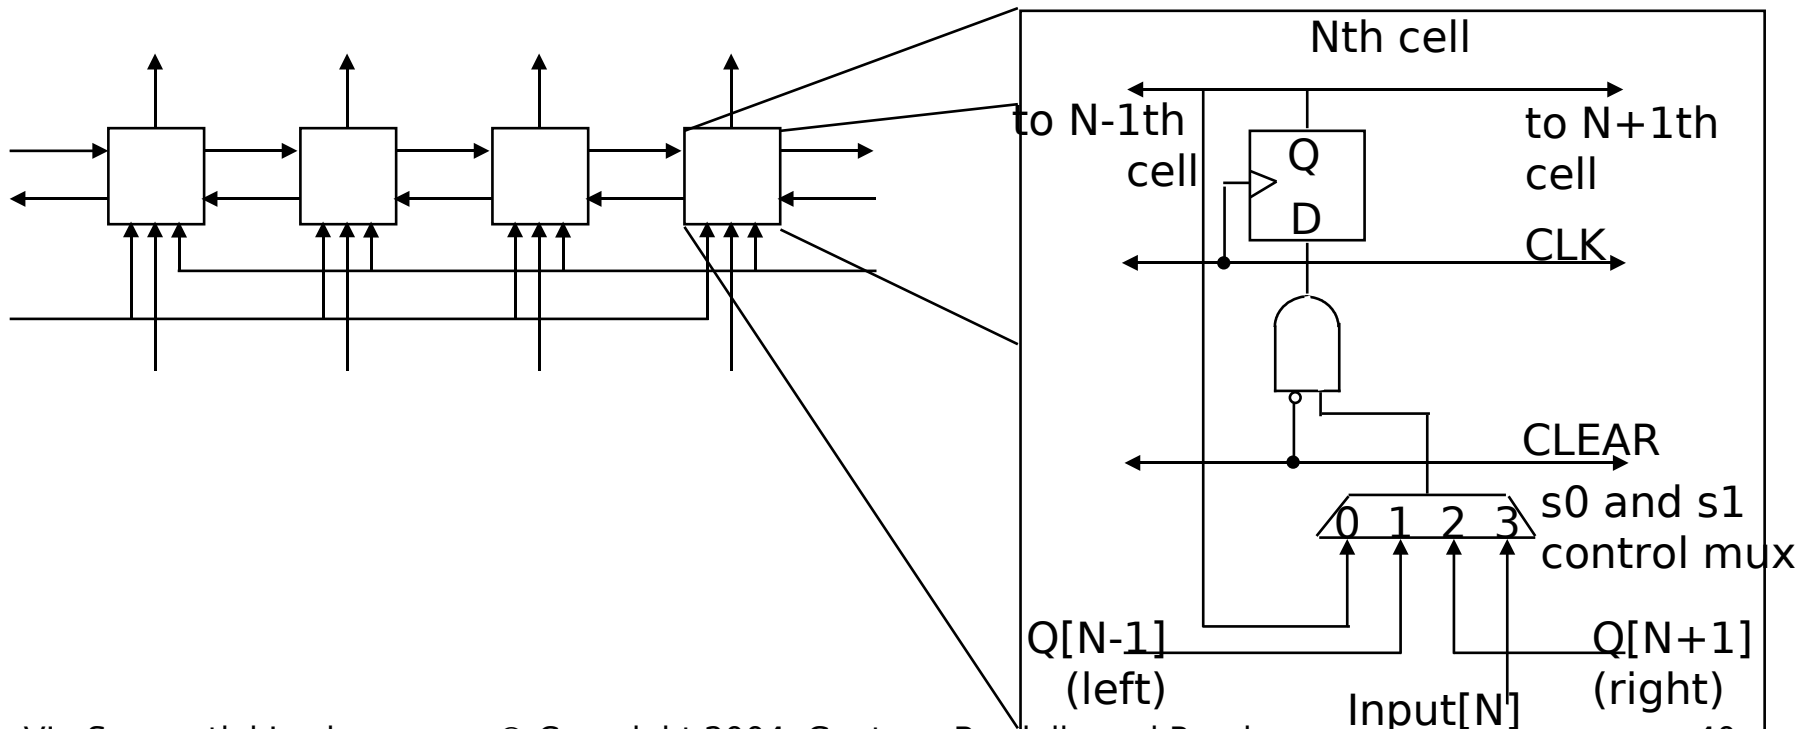 Nth cell
to N-1th
cell
to N+1th
cell
Q
D
CLK
CLEAR
s0 and s1
control mux
0 1 2 3
Q[N-1]
(left)
Q[N+1]
(right)
Input[N]